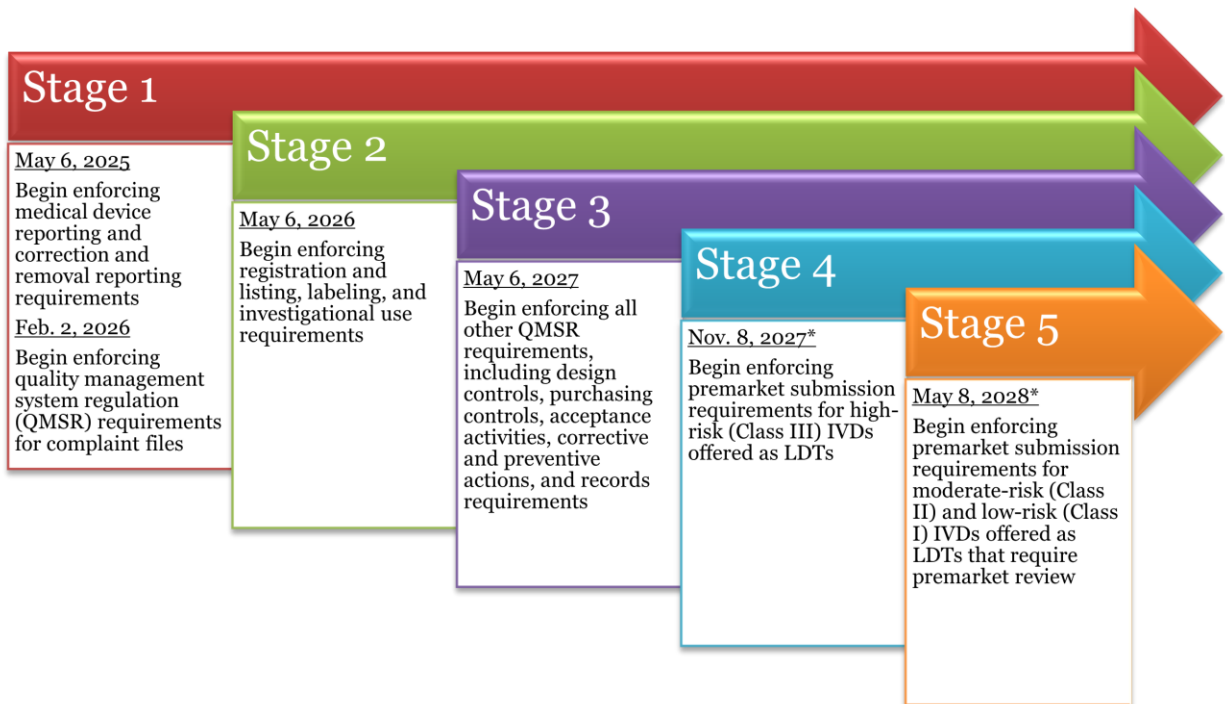 Stage 1
May 6, 2025
Begin enforcing
medical device
reporting and
correction and
removal reporting
requirements
Feb. 2, 2026
Begin enforcing
quality management
system regulation
(QMSR) requirements
for complaint files
Stage 2
May 6, 2026
Begin enforcing
registration and
listing, labeling, and
investigational use
requirements
Stage 3
May 6, 2027
Begin enforcing all
other QMSR
requirements,
including design
controls, purchasing
controls, acceptance
activities, corrective
and preventive
actions, and records
requirements
Stage 4
Nov. 8, 2027*
Begin enforcing
premarket submission
requirements for high-
risk (Class III) IVDs
offered as LDTs
Stage 5
May 8, 2028*
Begin enforcing
premarket submission
requirements for
moderate-risk (Class
II) and low-risk (Class
I) IVDs offered as
LDTs that require
premarket review